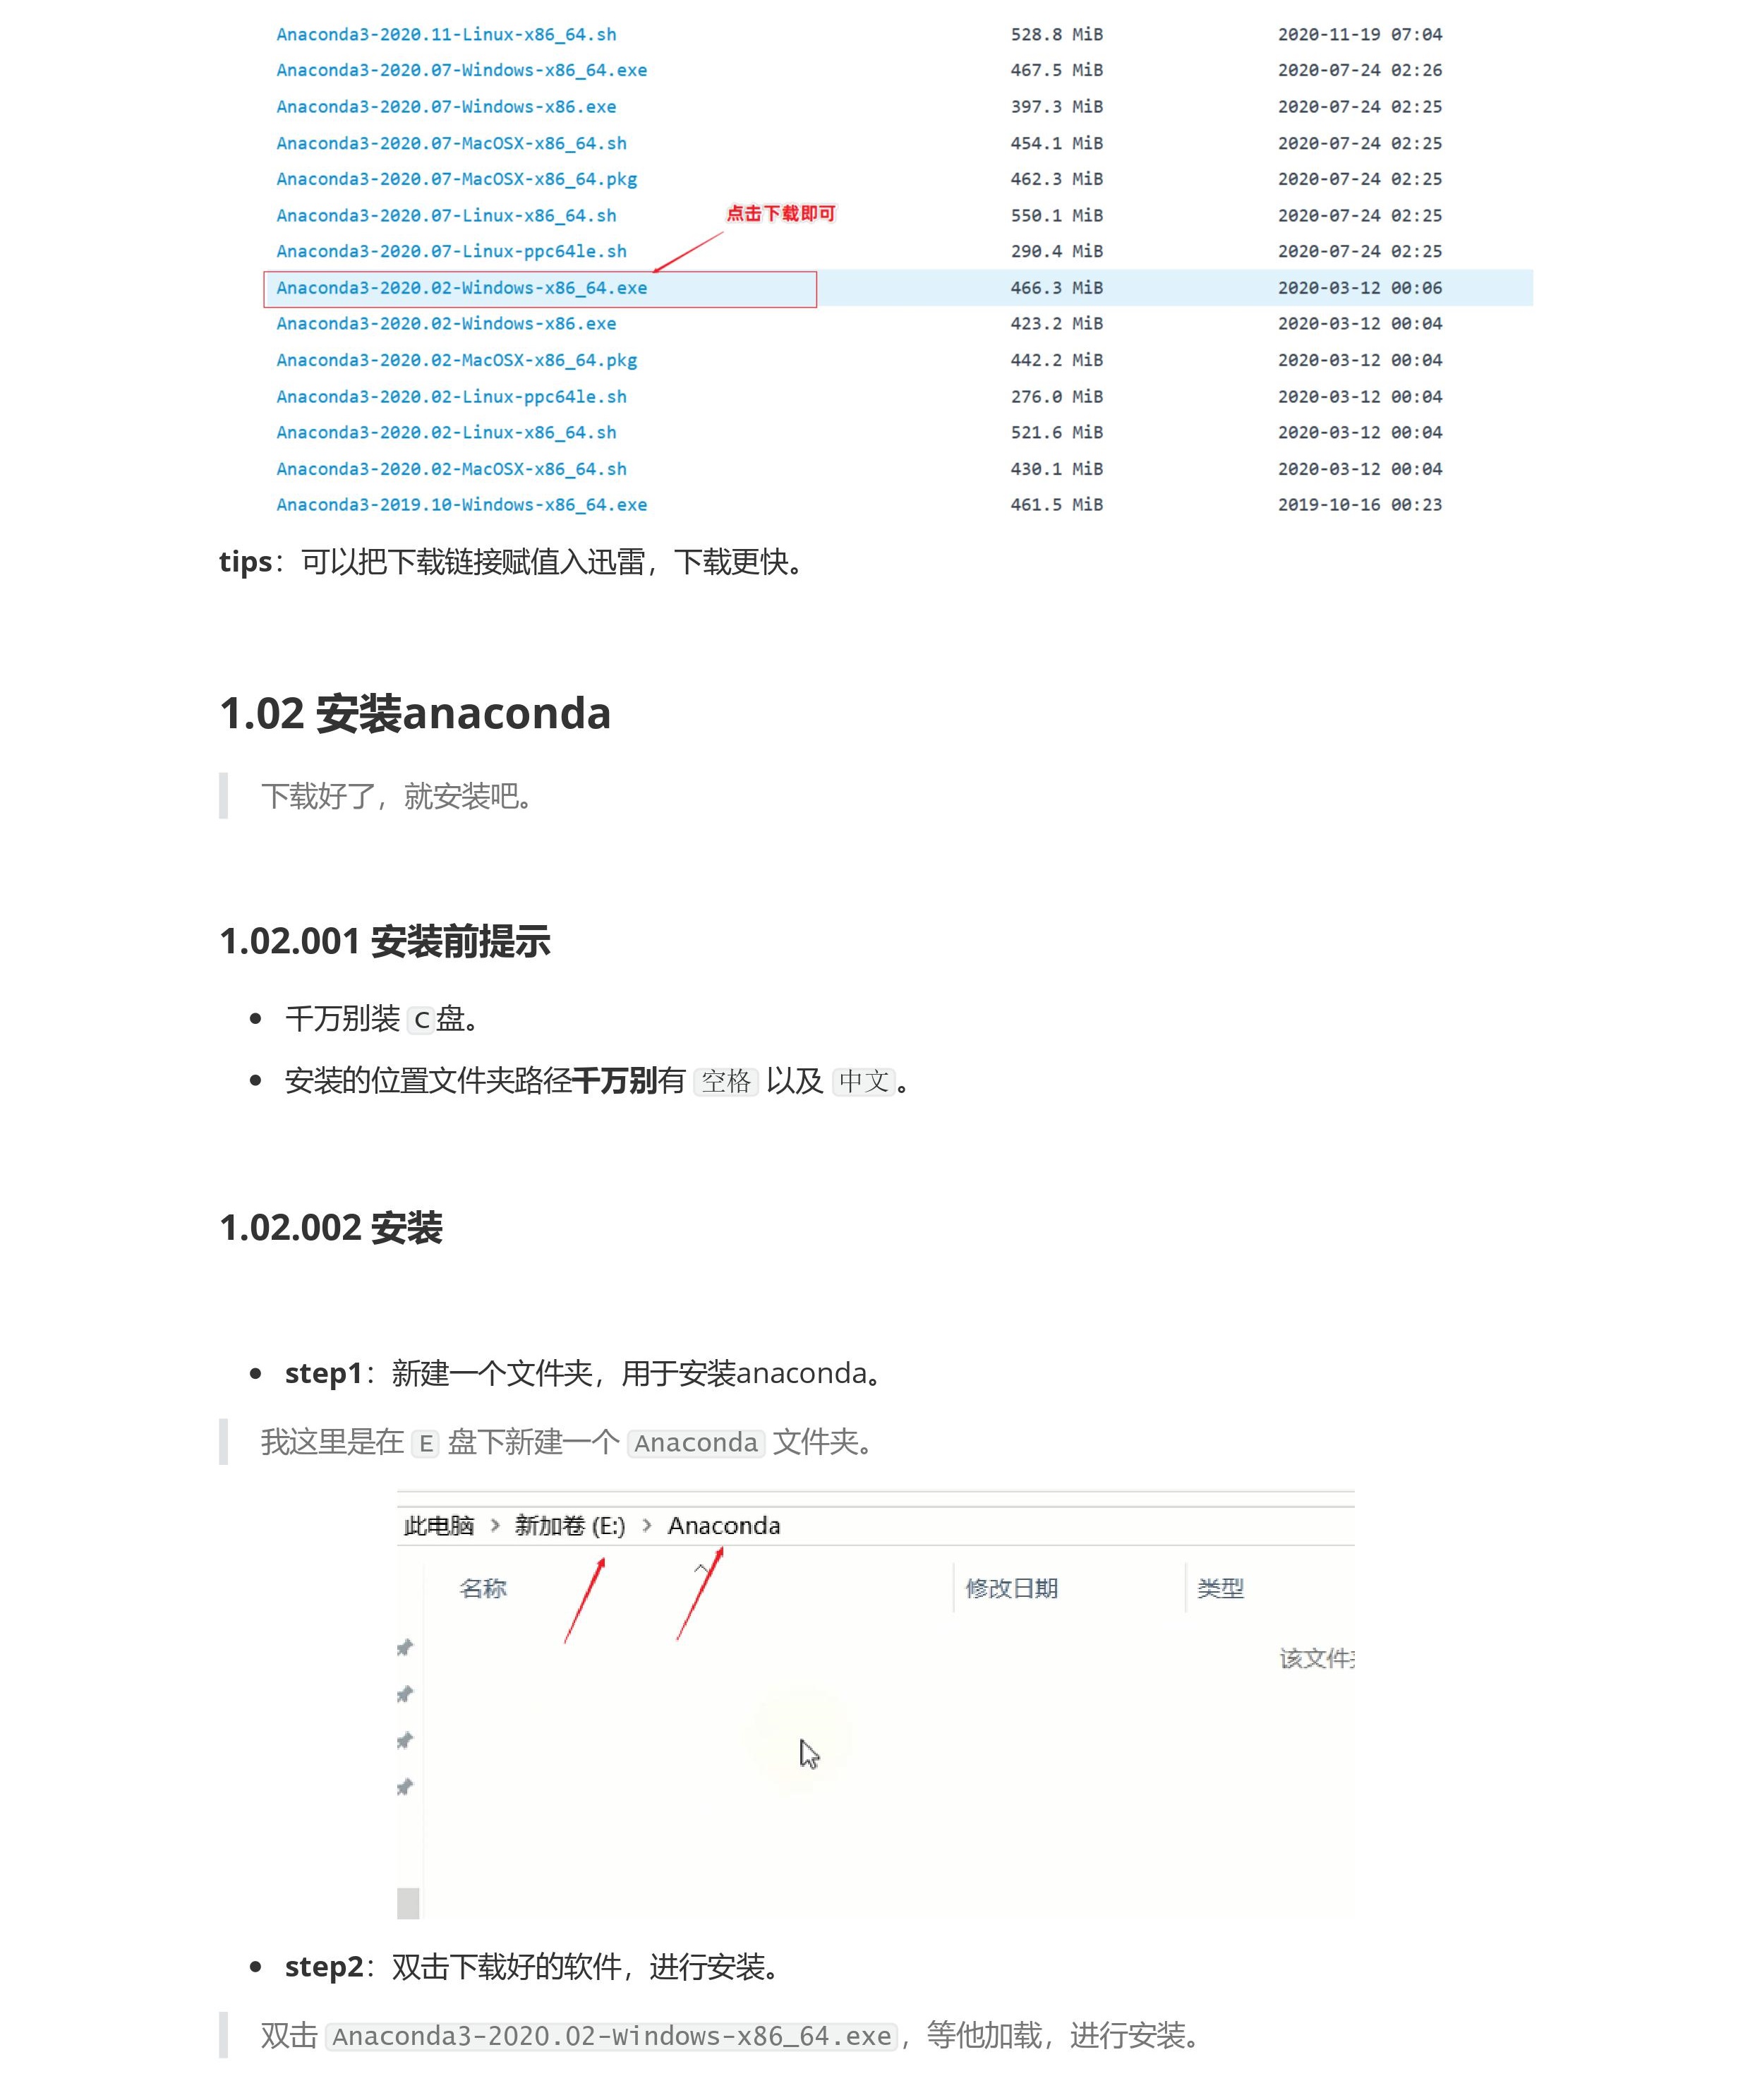 Anaconda3-2020.11-Linux-x86_64.sh 528.8 MiB 2020-11-19 07:04
Anaconda3-2020.07-Windows-x86_64.exe 467.5 MiB 2020-07-24 02:26
Anaconda3-2020.07-Windows-x86.exe 397.3 MiB 2020-07-24 02:25
Anaconda3-2020.07-MacOSX-x86_64.sh 454.1 MiB 2020-07-24 02:25
Anaconda3-2020.07-MacOSX-x86_64.pkg 462.3 MiB 2020-07-24 02:25
Anaconda3-2020.07-Linux-x86_64.sh 550.1 MiB 2020-07-24 02:25
点击下载即可
Anaconda3-2020.07-Linux-ppc64le.sh 290.4 MiB 2020-07-24 02:25
Anaconda3-2020.02-Windows-x86_64.exe 466.3 MiB 2020-03-12 00:06
Anaconda3-2020.02-Windows-x86.exe 423.2 MiB 2020-03-12 00:04
Anaconda3-2020.02-MacOSX-x86_64.pkg 442.2 MiB 2020-03-12 00:04
Anaconda3-2020.02-Linux-ppc64le.sh 276.0 MiB 2020-03-12 00:04
Anaconda3-2020.02-Linux-x86_64.sh 521.6 MiB 2020-03-12 00:04
Anaconda3-2020.02-MacOSX-x86_64.sh 430.1 MiB 2020-03-12 00:04
Anaconda3-2019.10-Windows-x86_64.exe 461.5 MiB 2019-10-16 00:23
tips：可以把下载链接赋值入迅雷，下载更快。
1.02 安装anaconda
下载好了，就安装吧。
1.02.001 安装前提示
千万别装 C盘。
安装的位置文件夹路径千万别有 空格 以及 中文。
1.02.002 安装
step1：新建一个文件夹，用于安装anaconda。
我这里是在 E 盘下新建一个 Anaconda 文件夹。
此电脑 > 新加卷 (E:) > Anaconda
名称 修改日期 类型
该文件
step2：双击下载好的软件，进行安装。
双击 Anaconda3-2020.02-Windows-x86_64.exe，等他加载，进行安装。